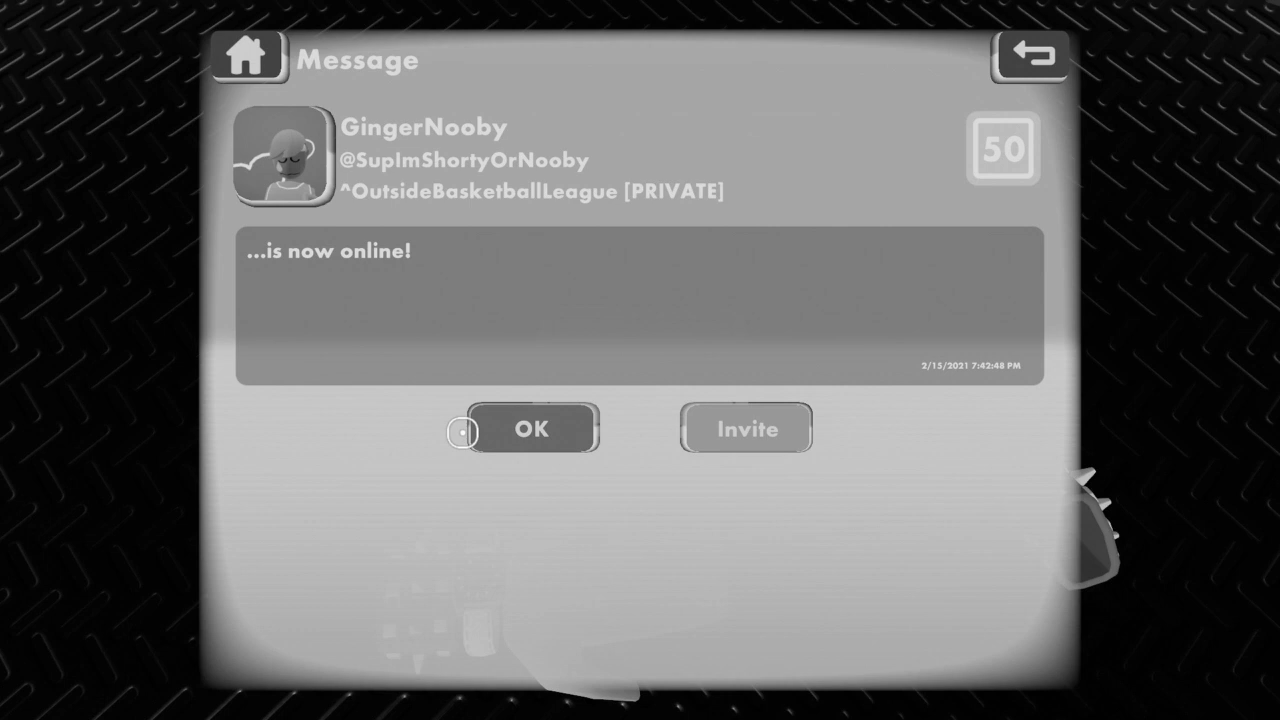 Message
GingerNooby
@SupImShortyOrNooby
^OutsideBasketballLeague [PRIVATE]
50
...is now online!
2/15/2021 7:42:48 PM
OK
Invite